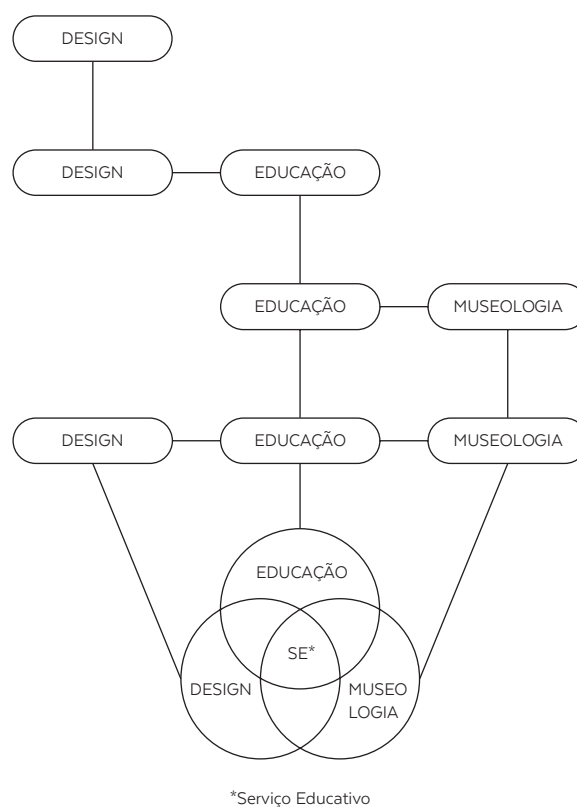 DESIGN
DESIGN
EDUCAÇÃO
EDUCAÇÃO
MUSEOLOGIA
DESIGN
EDUCAÇÃO
MUSEOLOGIA
EDUCAÇÃO
SE*
DESIGN
MUSEO
LOGIA
*Serviço Educativo